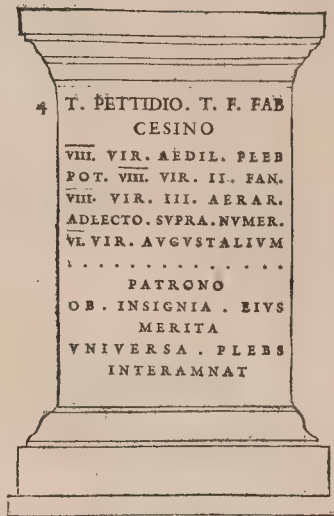 4 T. PETTIDIO. T. F. FAB
CESINO
VIII. VIR. AEDIL. PLEB
POT. VIII. VIR. II. FAN.
VIII. VIR. III. AERAR.
ADLECTO. SVPRA. NVMER.
VI. VIR. AVGVSTALIVM
. . . . . . . . . . . . . .
PATRONO
OB. INSIGNIA. EIVS
MERITA
VNIVERSA. PLEBS
INTERAMNAT